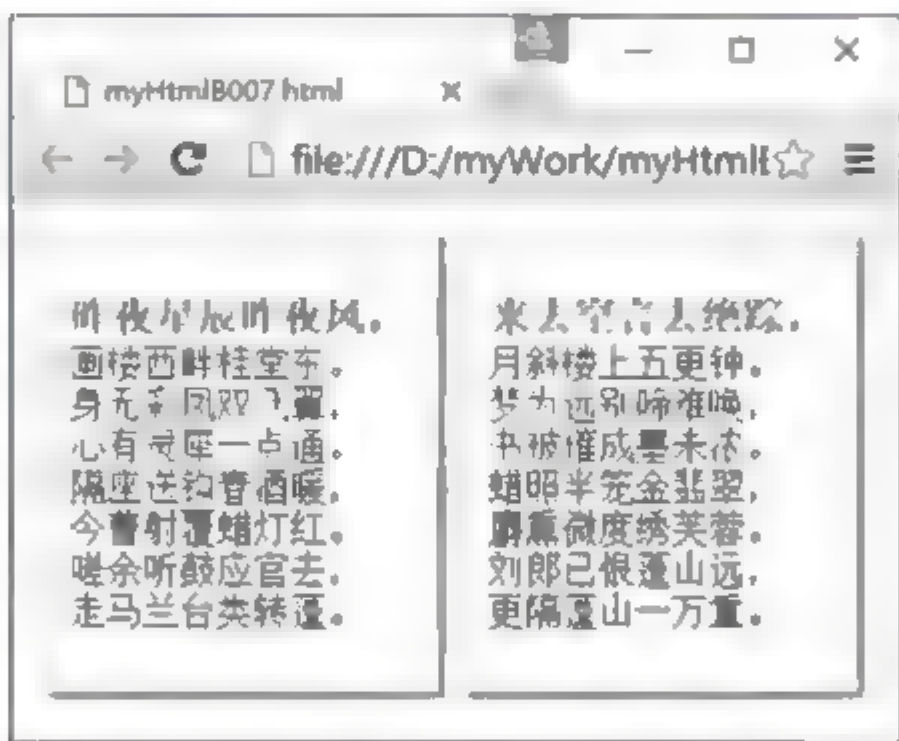 myHtmlB007.html
file:///D:/myWork/myHtmlB
昨夜星辰昨夜风,
画楼西畔桂堂东。
身无彩凤双飞翼,
心有灵犀一点通。
隔座送钩春酒暖,
今曹射覆蜡灯红。
嗟余听鼓应官去,
走马兰台类转蓬。
来是空言去绝踪,
月斜楼上五更钟。
梦为远别啼难唤,
书被催成墨未浓。
蜡照半笼金翡翠,
麝熏微度绣芙蓉。
刘郎已恨蓬山远,
更隔蓬山一万重。